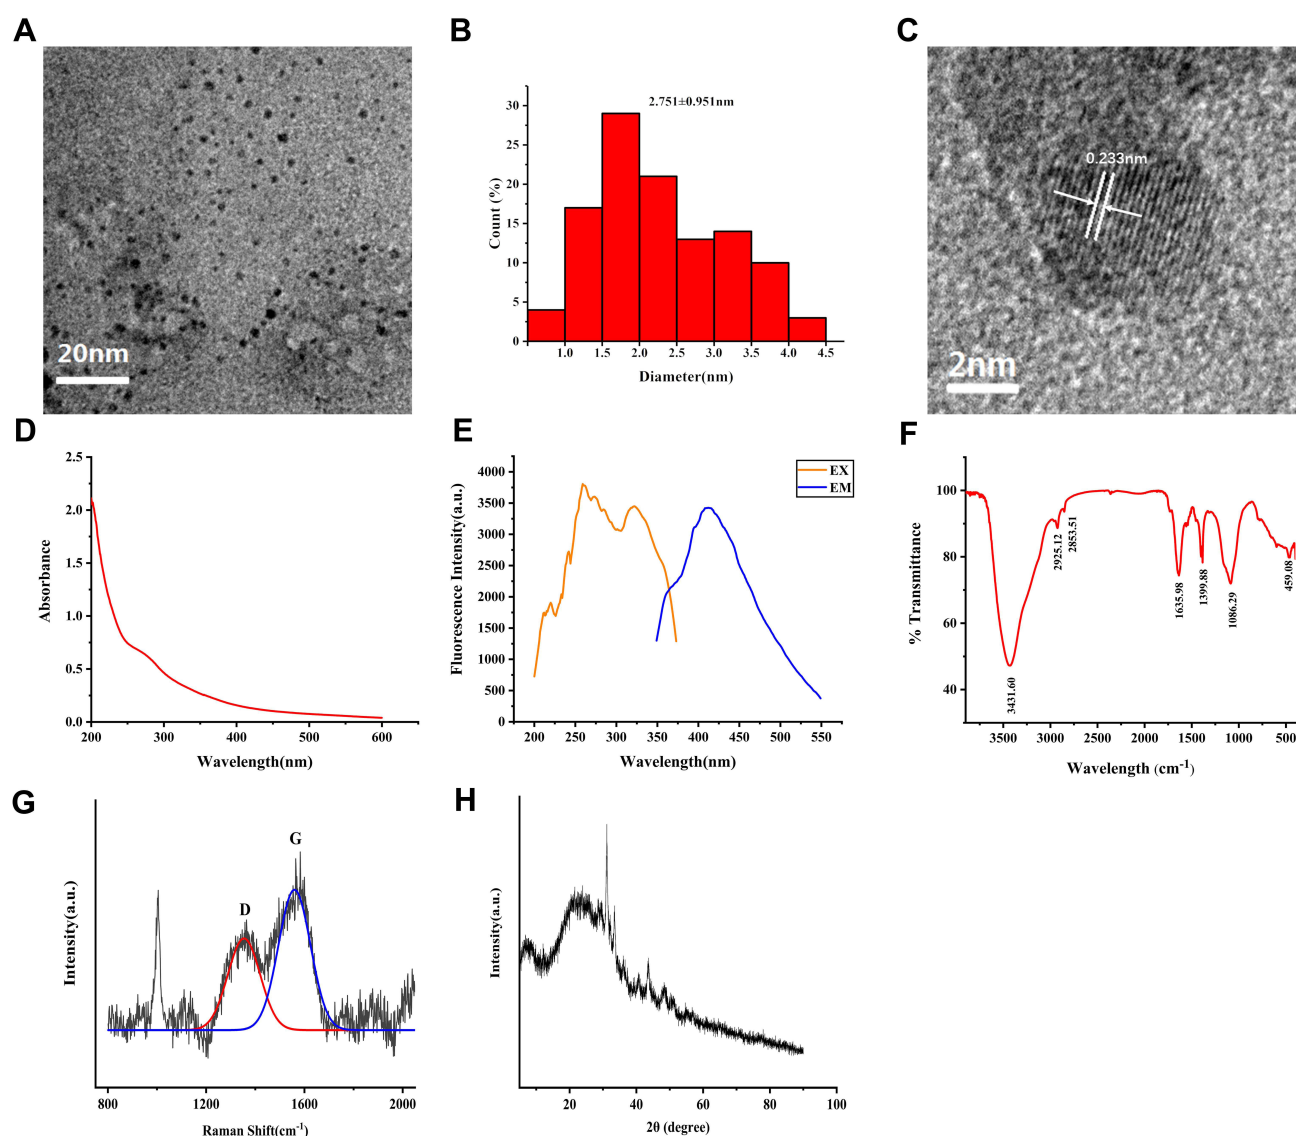 A
20nm
B
2.751±0.951nm
Count (%)
30
25
20
15
10
5
0
1.0 1.5 2.0 2.5 3.0 3.5 4.0 4.5
Diameter(nm)
C
0.233nm
2nm
D
Absorbance
2.5
2.0
1.5
1.0
0.5
0.0
200 300 400 500 600
Wavelength(nm)
E
Fluorescence Intensity(a.u.)
4000
3500
3000
2500
2000
1500
1000
500
0
EX
EM
200 250 300 350 400 450 500 550
Wavelength(nm)
F
% Transmittance
100
80
60
40
3431.60
2925.12
2853.51
1635.98
1399.88
1086.29
459.08
3500 3000 2500 2000 1500 1000 500
Wavelength (cm⁻¹)
G
Intensity(a.u.)
D
G
800 1200 1600 2000
Raman Shift(cm⁻¹)
H
Intensity(a.u.)
20 40 60 80 100
2θ (degree)